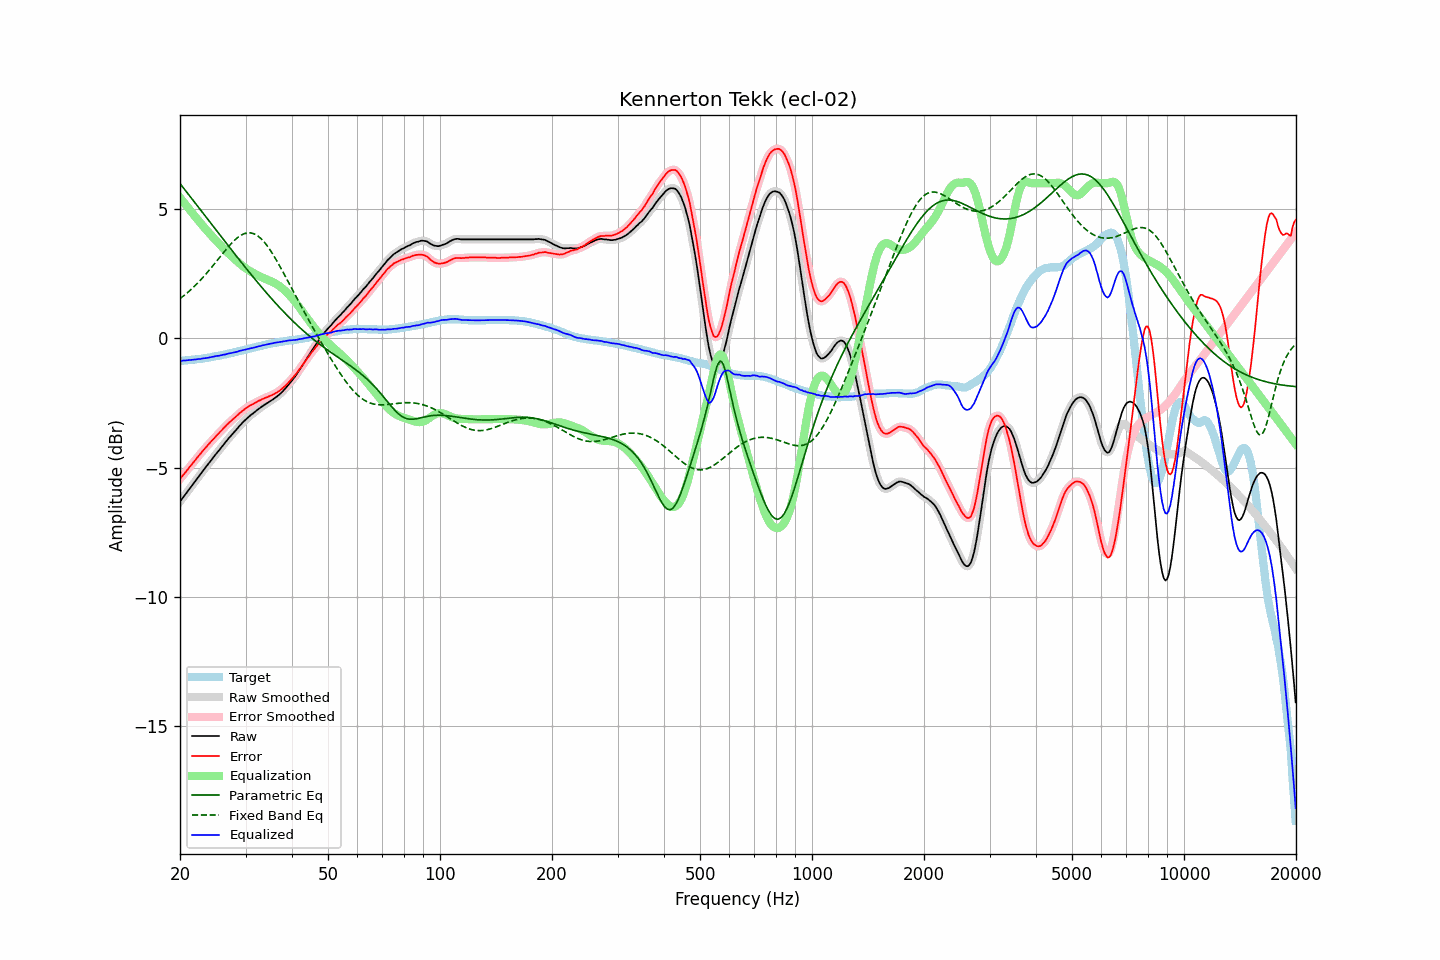 Kennerton Tekk (ecl-02)
Amplitude (dBr)
5
0
−5
−10
−15
Target
Raw Smoothed
Error Smoothed
Raw
Error
Equalization
Parametric Eq
Fixed Band Eq
Equalized
20 50 100 200 500 1000 2000 5000 10000 20000
Frequency (Hz)